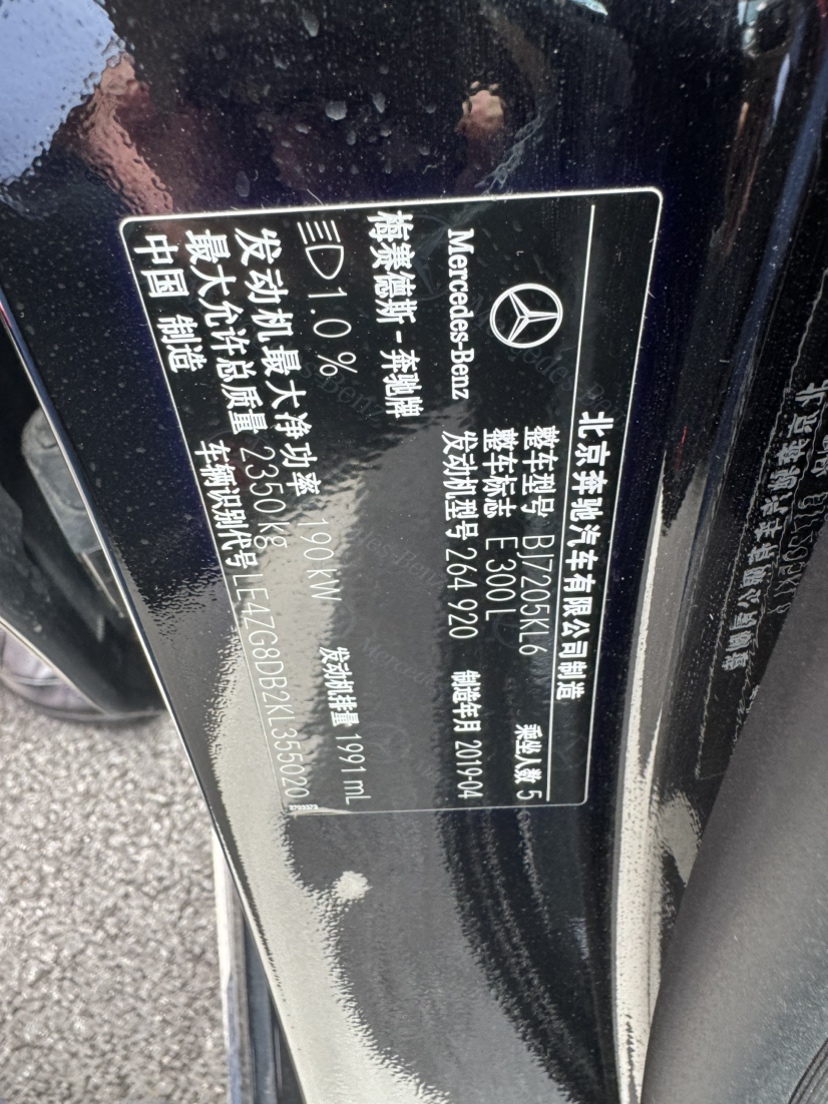 北京奔驰汽车有限公司制造
Mercedes-Benz
整车型号 BJ7205KL6
乘坐人数 5
整车标志 E 300 L
发动机型号 264 920
制造年月 2019-04
梅赛德斯-奔驰牌
1.0 %
发动机最大净功率 190 kW
发动机排量 1991 mL
最大允许总质量 2350 kg
中国 制造
车辆识别代号 LE4ZG8DB2KL355020